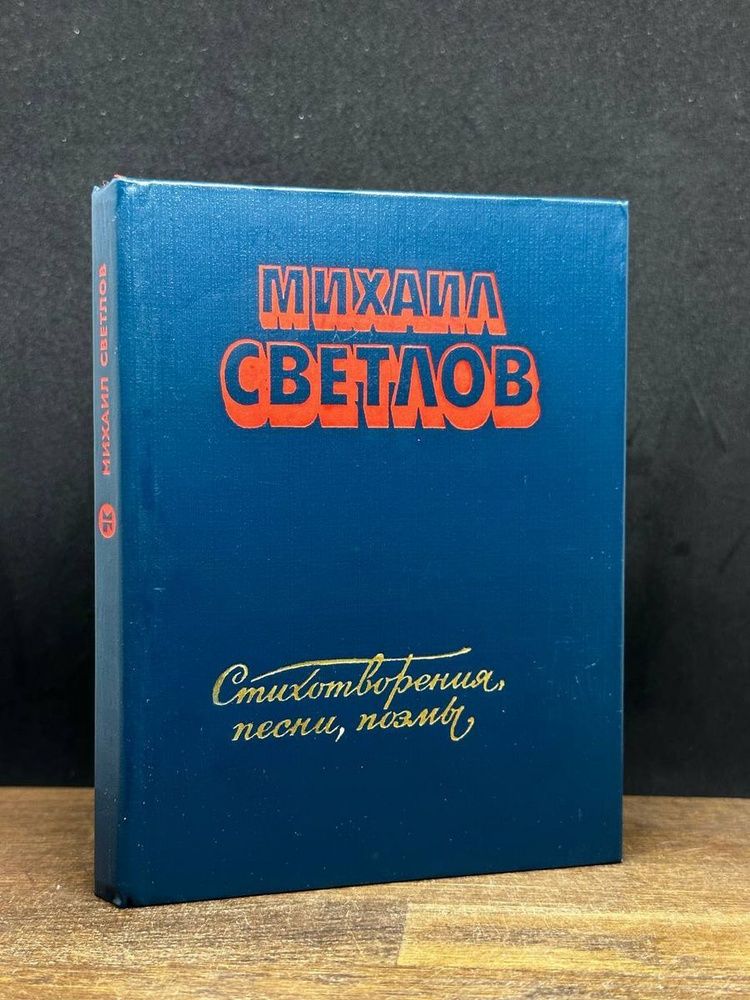 МИХАИЛ
СВЕТЛОВ
Стихотворения,
песни, поэмы
МИХАИЛ СВЕТЛОВ